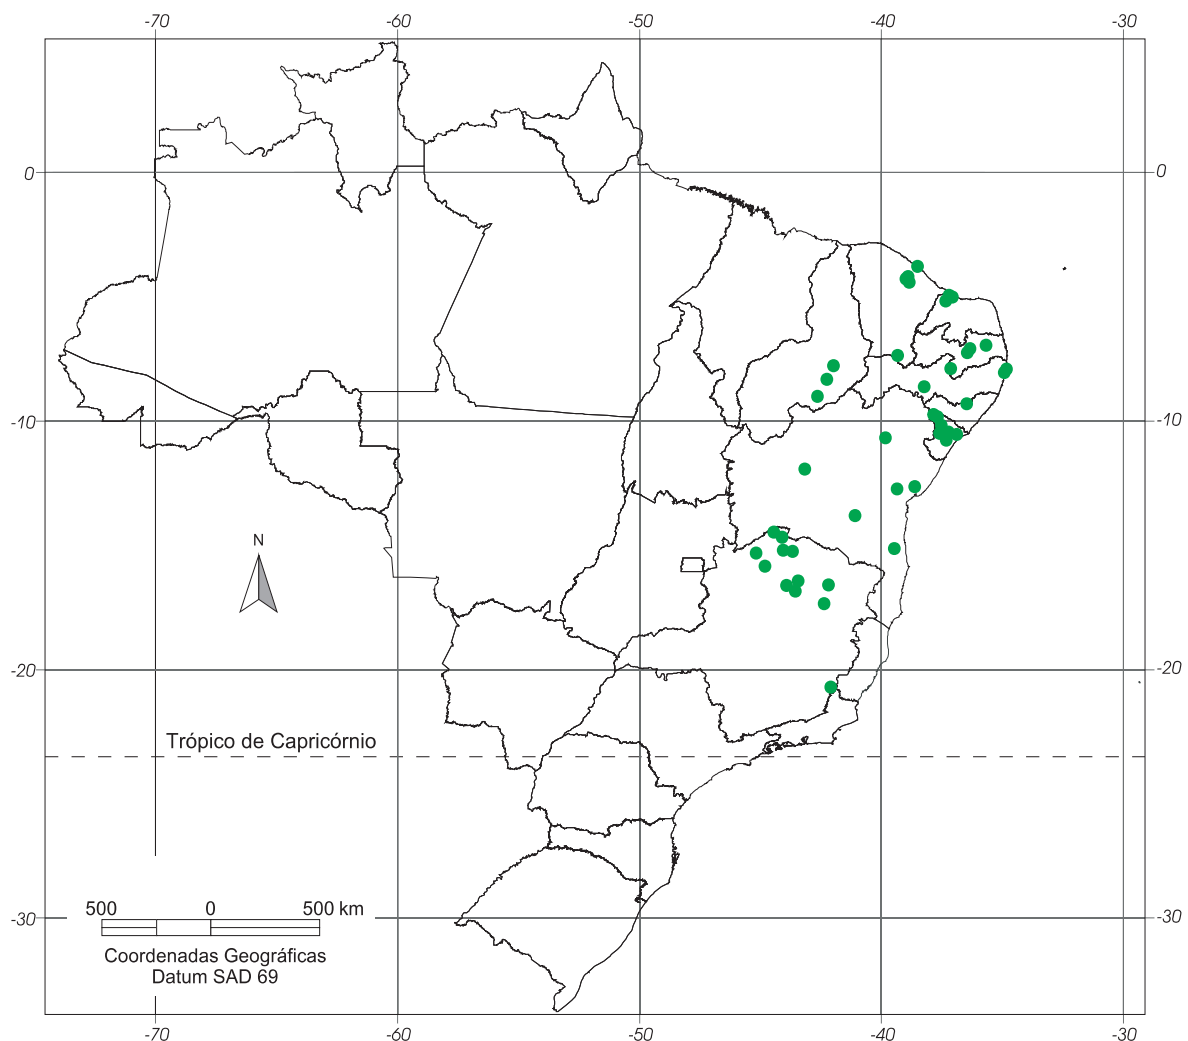 -70 -60 -50 -40 -30
0 0
-10 -10
N
-20 -20
Trópico de Capricórnio
500 0 500 km
-30 -30
Coordenadas Geográficas
Datum SAD 69
-70 -60 -50 -40 -30